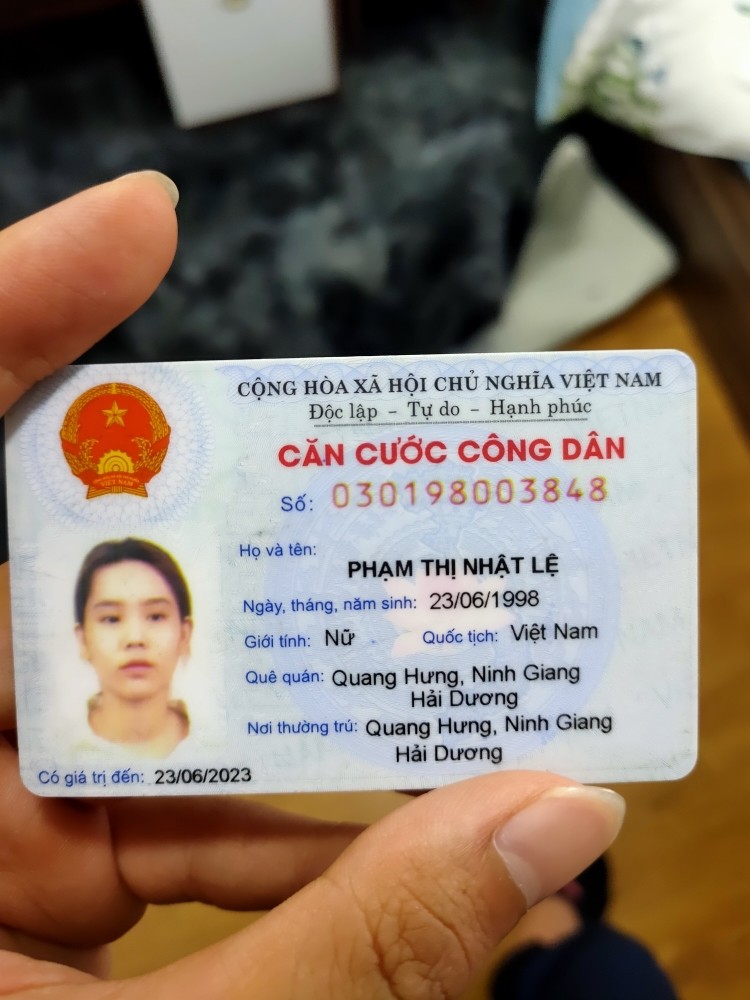 CỘNG HÒA XÃ HỘI CHỦ NGHĨA VIỆT NAM
Độc lập - Tự do - Hạnh phúc
CĂN CƯỚC CÔNG DÂN
Số: 030198003848
Họ và tên:
PHẠM THỊ NHẬT LỆ
Ngày, tháng, năm sinh: 23/06/1998
Giới tính: Nữ Quốc tịch: Việt Nam
Quê quán: Quang Hưng, Ninh Giang
Hải Dương
Nơi thường trú: Quang Hưng, Ninh Giang
Hải Dương
Có giá trị đến: 23/06/2023
VIỆT NAM